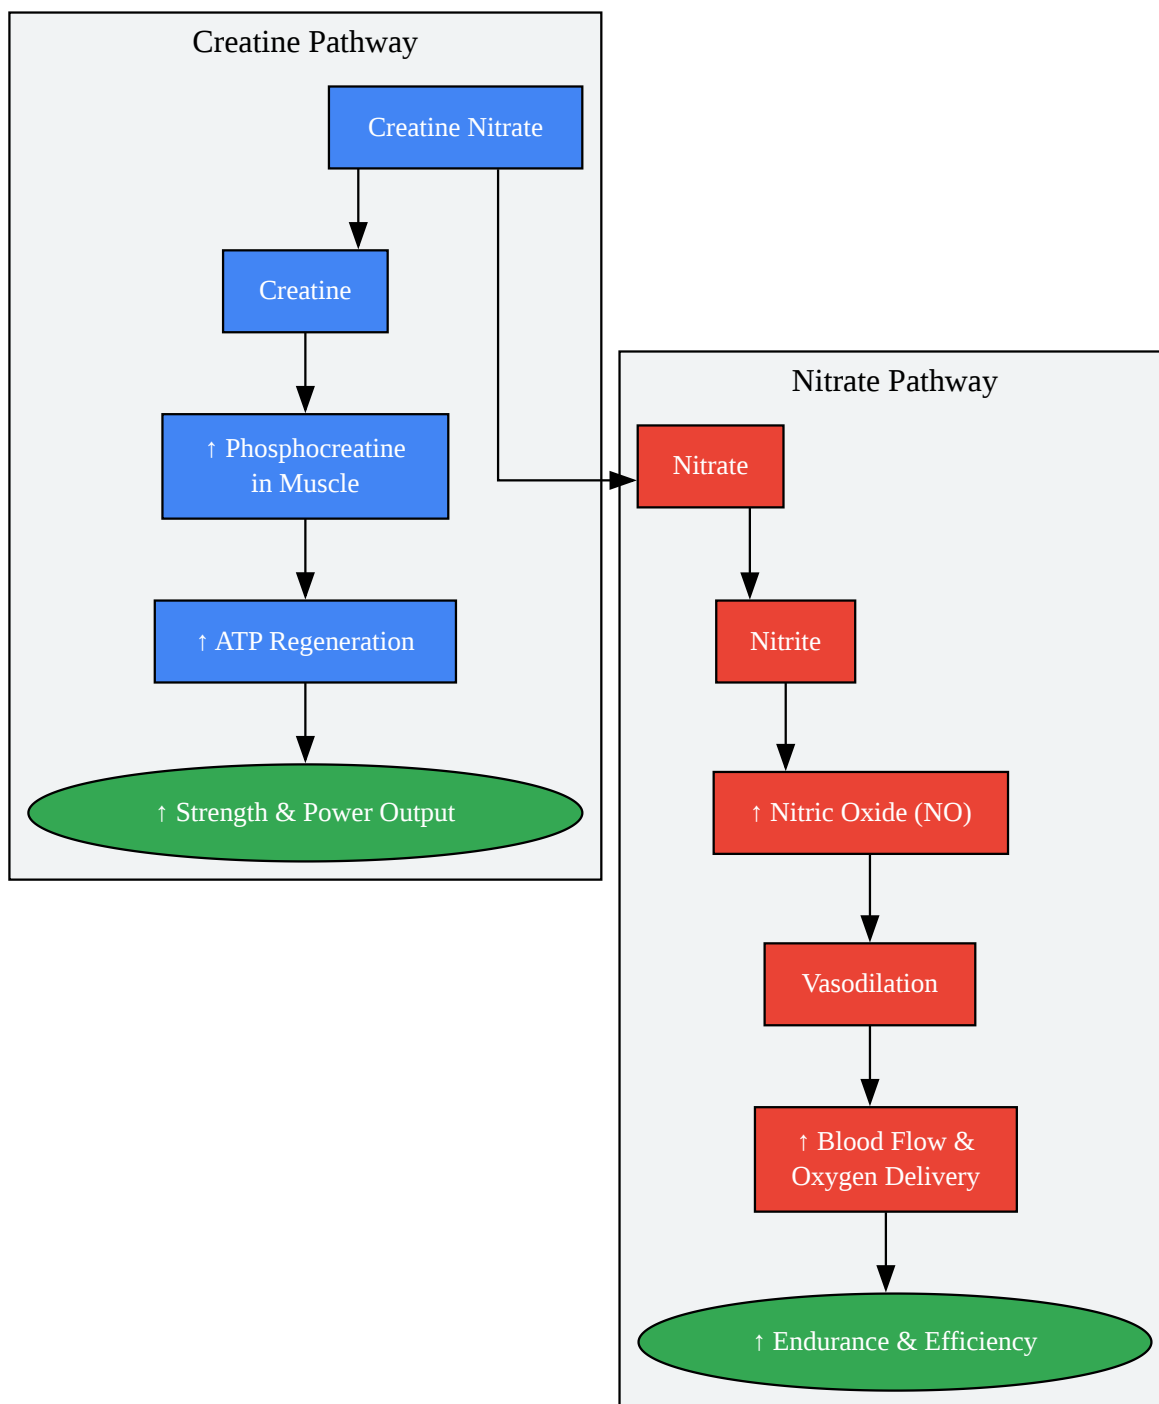 Creatine Pathway
Creatine Nitrate
Creatine
↑ Phosphocreatine
in Muscle
↑ ATP Regeneration
↑ Strength & Power Output
Nitrate Pathway
Nitrate
Nitrite
↑ Nitric Oxide (NO)
Vasodilation
↑ Blood Flow &
Oxygen Delivery
↑ Endurance & Efficiency